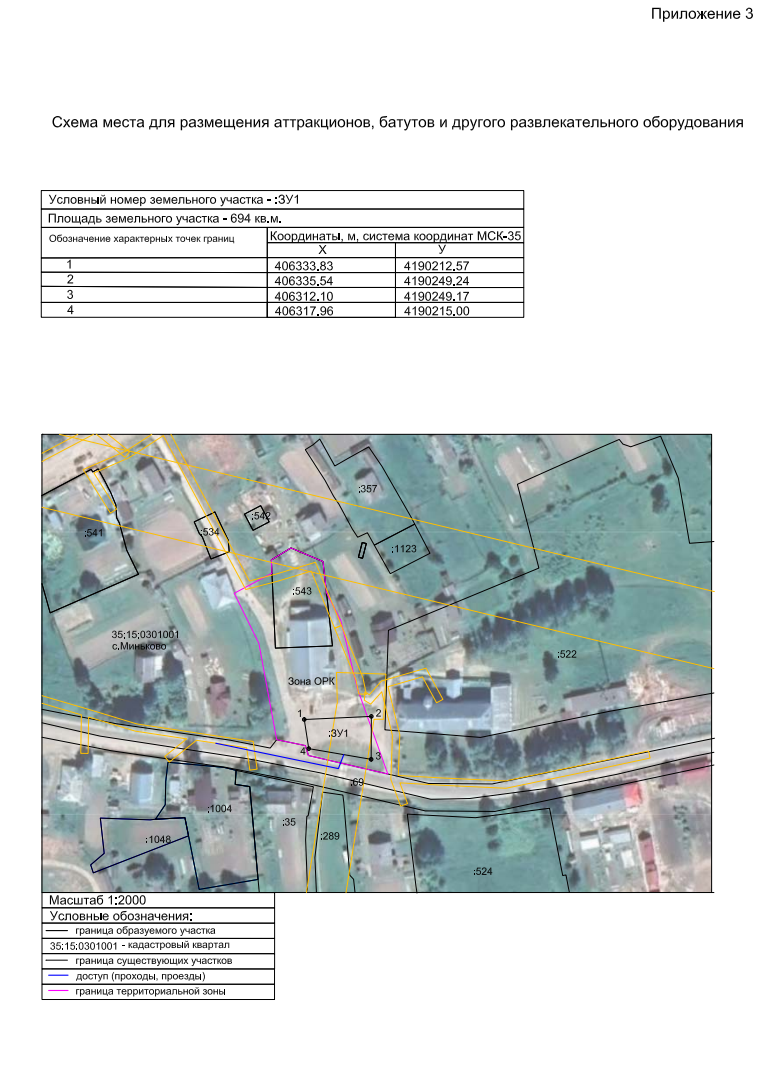 Приложение 3
Схема места для размещения аттракционов, батутов и другого развлекательного оборудования
Условный номер земельного участка - :ЗУ1
Площадь земельного участка - 694 кв.м.
Обозначение характерных точек границ
Координаты, м, система координат МСК-35
Х У
1 406333.83 4190212.57
2 406335.54 4190249.24
3 406312.10 4190249.17
4 406317.96 4190215.00
:357
:542
:541
:534
:1123
:543
35:15:0301001
с.Миньково
:522
Зона ОРК
1
2
:ЗУ1
4
3
:69
:1004
:35
:289
:1048
:524
Масштаб 1:2000
Условные обозначения:
граница образуемого участка
35:15:0301001 - кадастровый квартал
граница существующих участков
доступ (проходы, проезды)
граница территориальной зоны